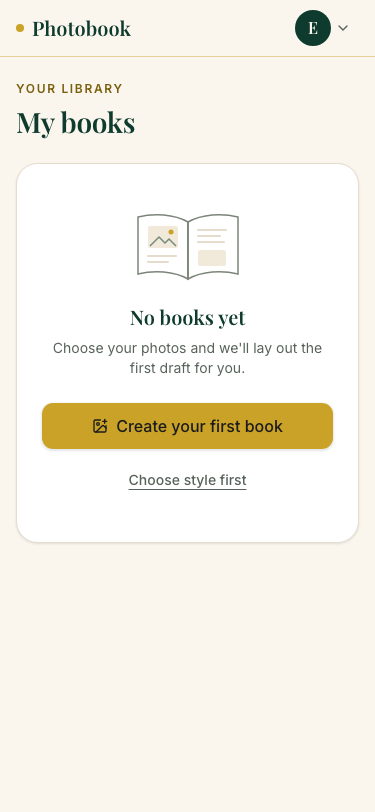 Photobook
E
YOUR LIBRARY
My books
No books yet
Choose your photos and we'll lay out the
first draft for you.
Create your first book
Choose style first